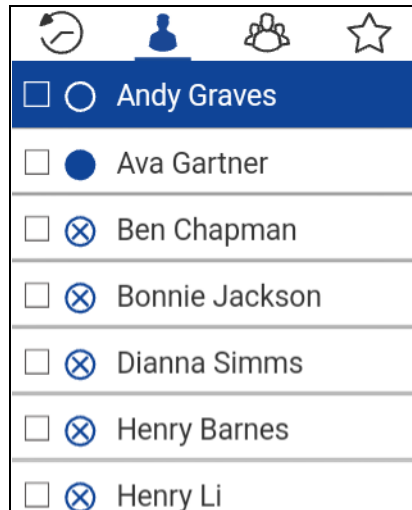 Andy Graves
Ava Gartner
Ben Chapman
Bonnie Jackson
Dianna Simms
Henry Barnes
Henry Li